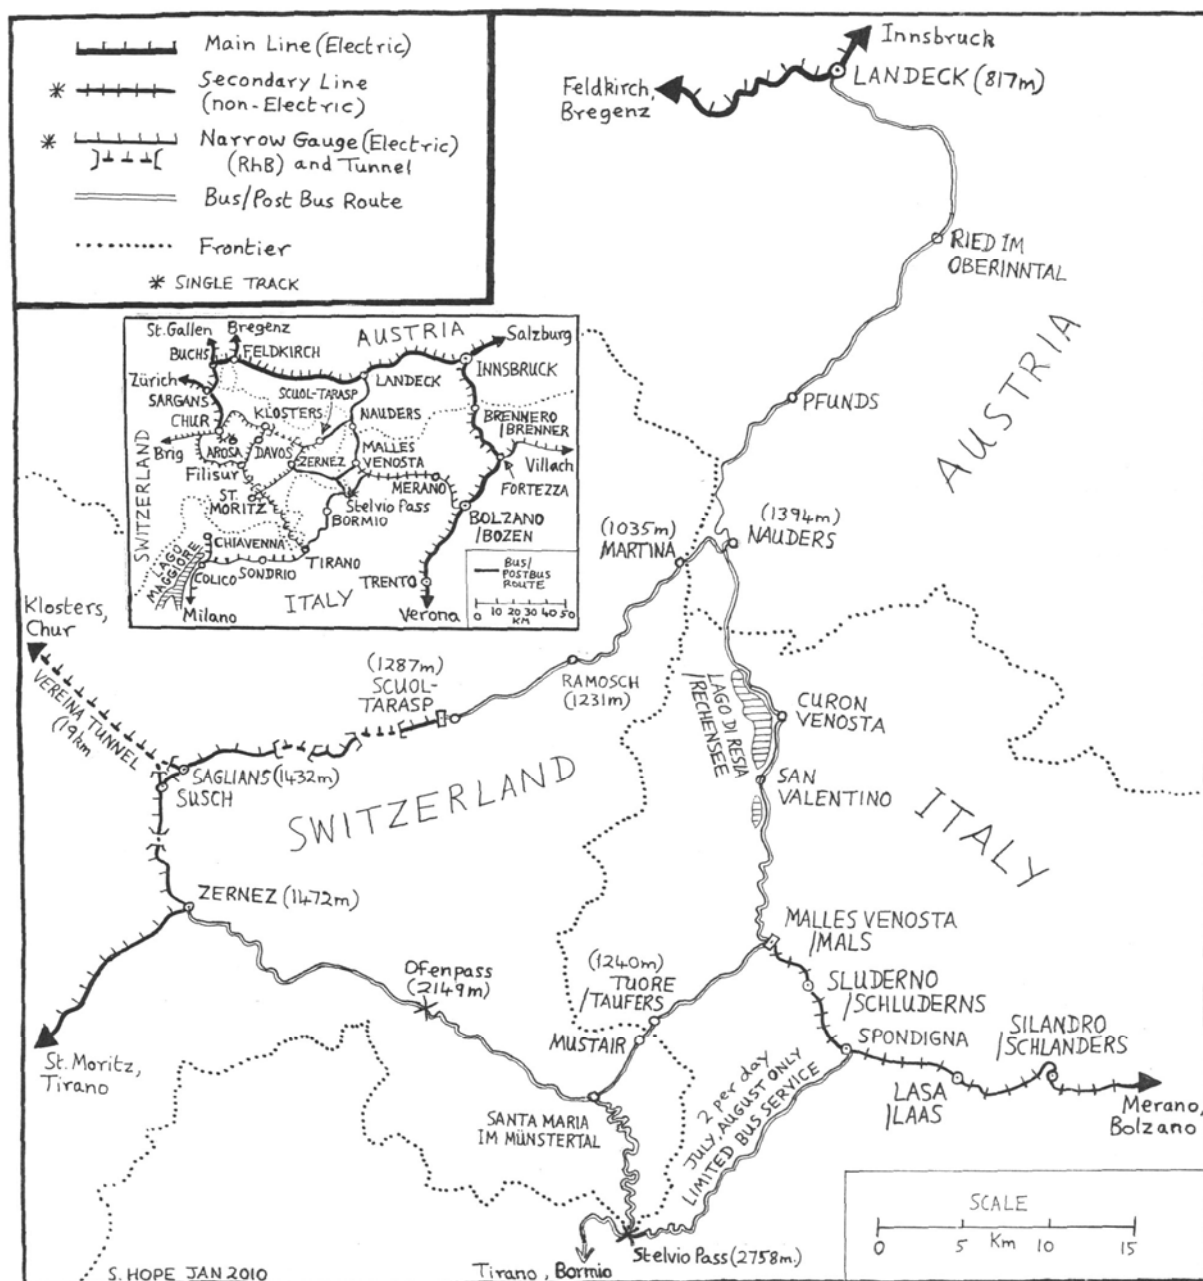 Main Line (Electric)
* Secondary Line
(non-Electric)
* Narrow Gauge (Electric)
(RhB) and Tunnel
Bus/Post Bus Route
Frontier
* SINGLE TRACK
Innsbruck
LANDECK (817m)
Feldkirch,
Bregenz
RIED IM
OBERINNTAL
AUSTRIA
PFUNDS
(1394m)
NAUDERS
(1035m)
MARTINA
St.Gallen
Bregenz
AUSTRIA
Salzburg
BUCHS
FELDKIRCH
INNSBRUCK
Zürich
SARGANS
SCUOL-TARASP
LANDECK
CHUR
KLOSTERS
NAUDERS
BRENNERO
/BRENNER
SWITZERLAND
Brig
AROSA
DAVOS
ZERNEZ
MALLES
VENOSTA
Villach
Filisur
MERANO
FORTEZZA
ST.
MORITZ
Stelvio Pass
BORMIO
BOLZANO
/BOZEN
CHIAVENNA
LAGO
MAGGIORE
TIRANO
COLICO
SONDRIO
TRENTO
ITALY
Milano
Verona
BUS/
POSTBUS
ROUTE
0 10 20 30 40 50
KM
Klosters,
Chur
VEREINA TUNNEL
(19km
(1287m)
SCUOL-
TARASP
RAMOSCH
(1231m)
LAGO DI RESIA
/RECHENSEE
CURON
VENOSTA
SAN
VALENTINO
SAGLIANS (1432m)
SUSCH
SWITZERLAND
ITALY
ZERNEZ (1472m)
MALLES VENOSTA
/MALS
Ofenpass
(2149m)
(1240m)
TUORE
/TAUFERS
SLUDERNO
/SCHLUDERNS
MUSTAIR
SPONDIGNA
SILANDRO
/SCHLANDERS
St. Moritz,
Tirano
LASA
/LAAS
Merano,
Bolzano
SANTA MARIA
IM MÜNSTERTAL
2 per day
JULY, AUGUST ONLY
LIMITED BUS SERVICE
SCALE
0 5 Km 10 15
Stelvio Pass (2758m.)
Tirano, Bormio
S. HOPE JAN 2010